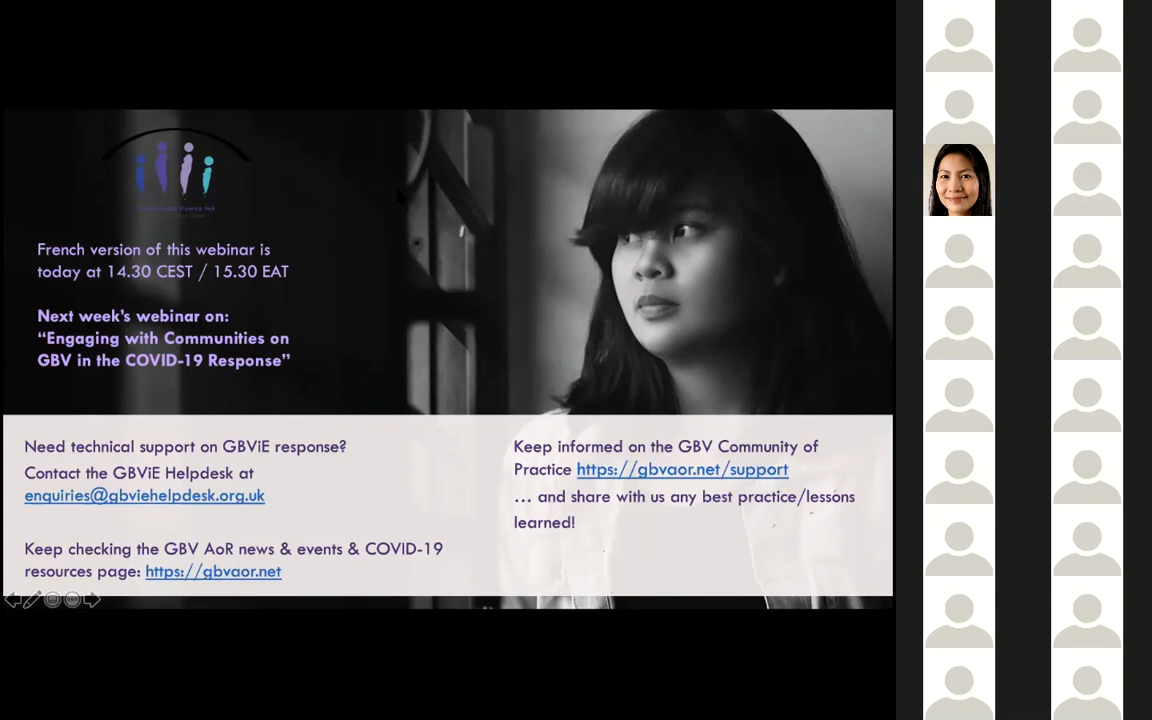 French version of this webinar is
today at 14.30 CEST / 15.30 EAT
Next week's webinar on:
“Engaging with Communities on
GBV in the COVID-19 Response”
Need technical support on GBViE response?
Contact the GBViE Helpdesk at
enquiries@gbviehelpdesk.org.uk
Keep checking the GBV AoR news & events & COVID-19
resources page: https://gbvaor.net
Keep informed on the GBV Community of
Practice https://gbvaor.net/support
... and share with us any best practice/lessons
learned!